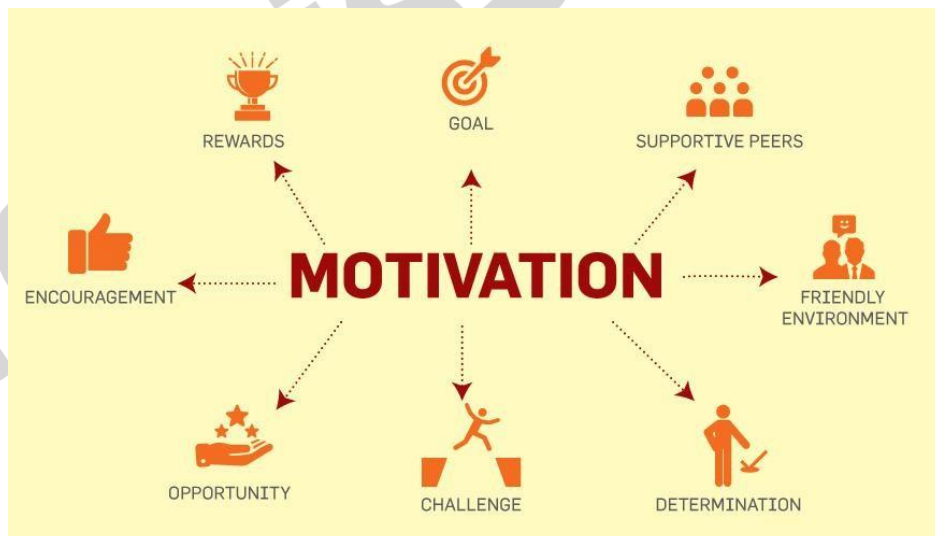 REWARDS
GOAL
SUPPORTIVE PEERS
ENCOURAGEMENT
MOTIVATION
FRIENDLY
ENVIRONMENT
OPPORTUNITY
CHALLENGE
DETERMINATION